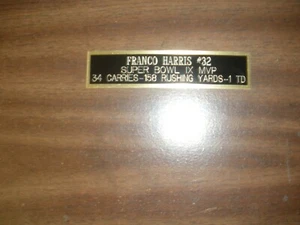 FRANCO HARRIS #32
SUPER BOWL IX MVP
34 CARRIES-158 RUSHING YARDS-1 TD